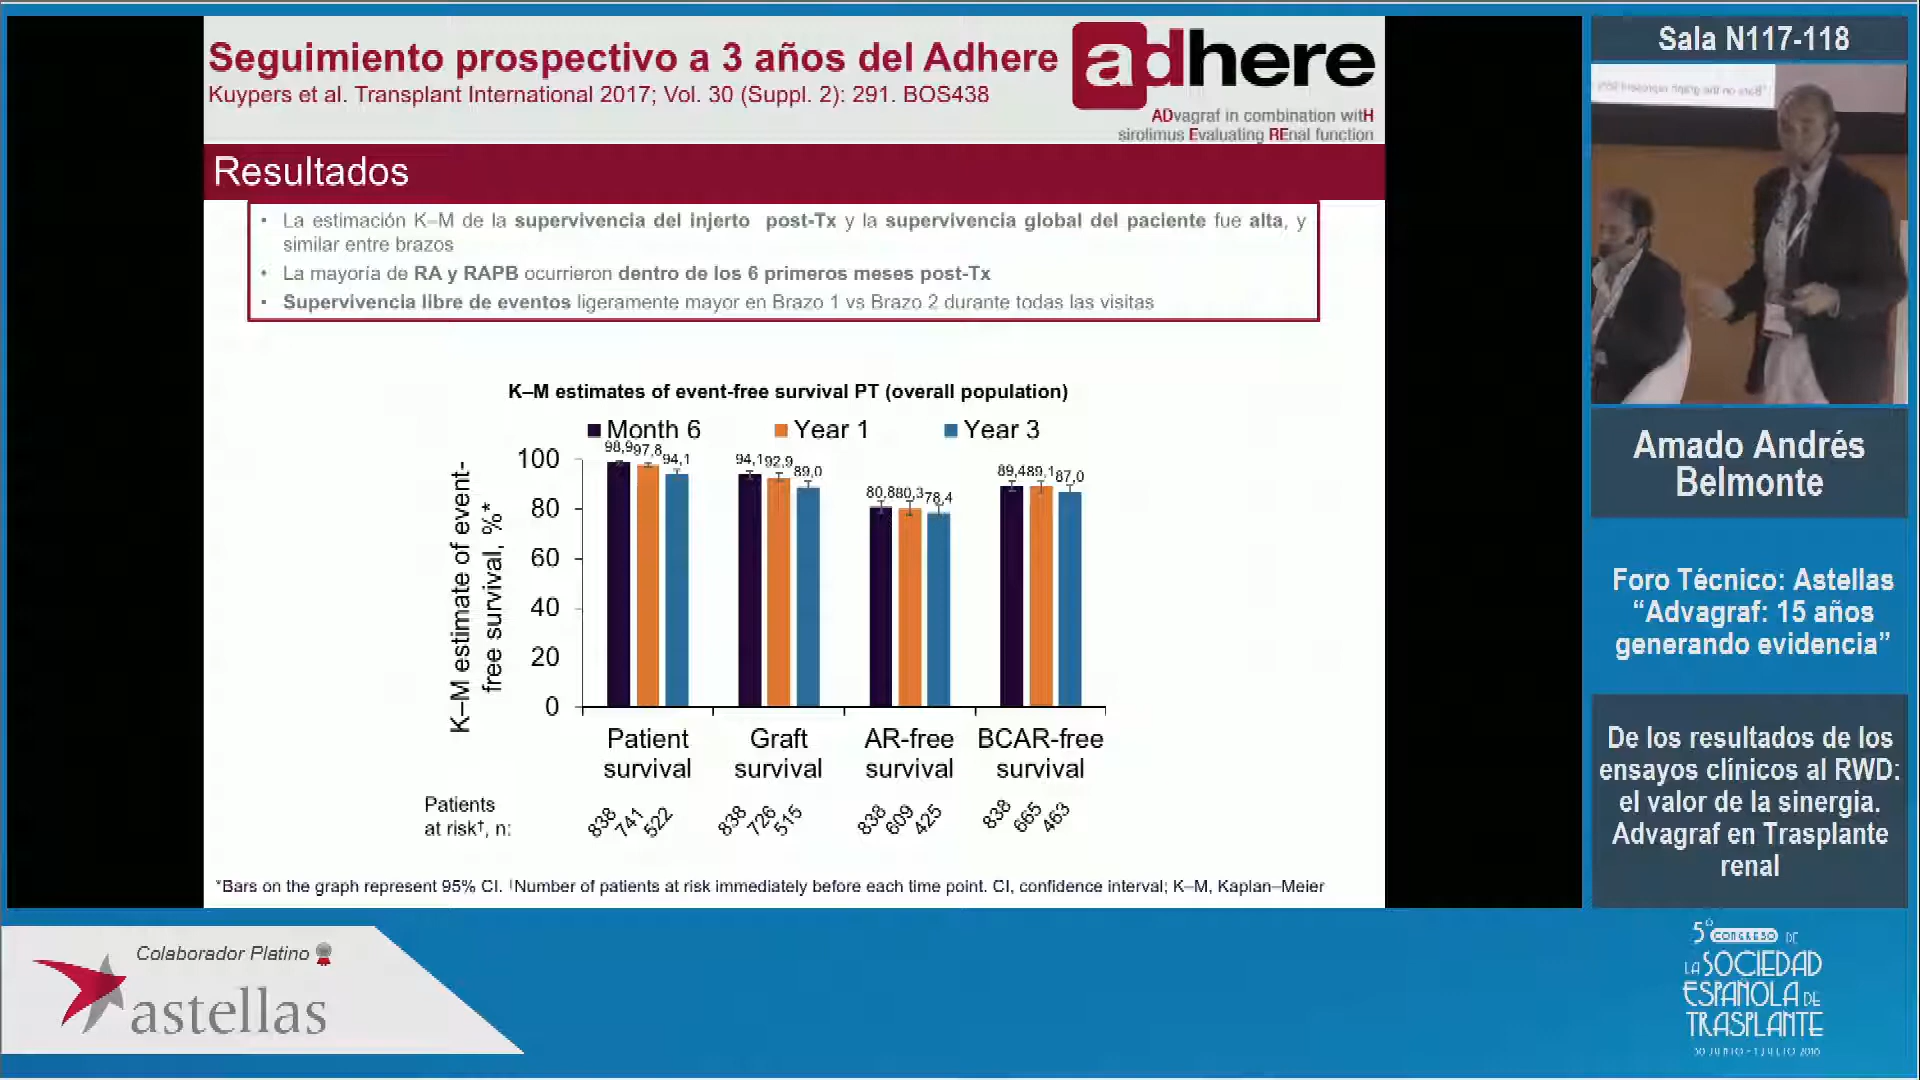 Seguimiento prospectivo a 3 años del Adhere
Kuypers et al. Transplant International 2017; Vol. 30 (Suppl. 2): 291. BOS438
adhere
ADvagraf in combination witH
sirolimus Evaluating REnal function
Resultados
• La estimación K–M de la supervivencia del injerto post-Tx y la supervivencia global del paciente fue alta, y
similar entre brazos
• La mayoría de RA y RAPB ocurrieron dentro de los 6 primeros meses post-Tx
• Supervivencia libre de eventos ligeramente mayor en Brazo 1 vs Brazo 2 durante todas las visitas
K–M estimates of event-free survival PT (overall population)
Month 6 Year 1 Year 3
K–M estimate of event-
free survival, %*
100
80
60
40
20
0
98,9 97,8 94,1
94,1 92,9 89,0
80,8 80,3 78,4
89,4 89,1 87,0
Patient
survival
Graft
survival
AR-free
survival
BCAR-free
survival
Patients
at risk†, n:
838 741 522
838 726 515
838 609 425
838 665 463
*Bars on the graph represent 95% CI. †Number of patients at risk immediately before each time point. CI, confidence interval; K–M, Kaplan–Meier
Sala N117-118
Amado Andrés
Belmonte
Foro Técnico: Astellas
“Advagraf: 15 años
generando evidencia”
De los resultados de los
ensayos clínicos al RWD:
el valor de la sinergia.
Advagraf en Trasplante
renal
Colaborador Platino
astellas
5º CONGRESO DE
LA SOCIEDAD
ESPAÑOLA DE
TRASPLANTE